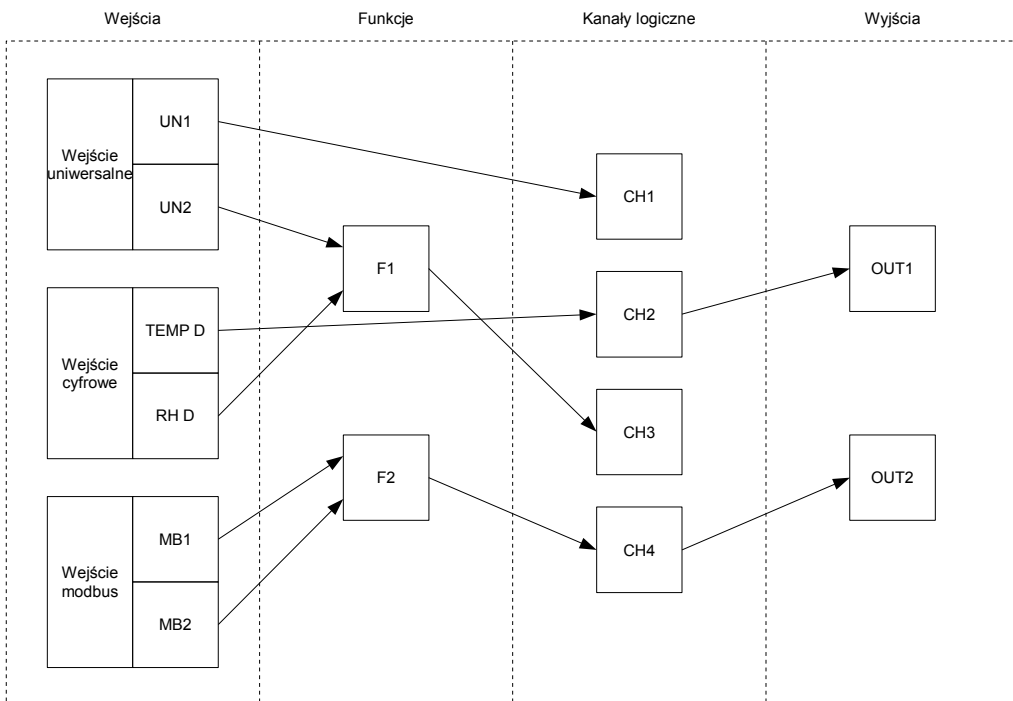 Wejścia
Funkcje
Kanały logiczne
Wyjścia
Wejście
uniwersalne
UN1
UN2
Wejście
cyfrowe
TEMP D
RH D
Wejście
modbus
MB1
MB2
F1
F2
CH1
CH2
CH3
CH4
OUT1
OUT2